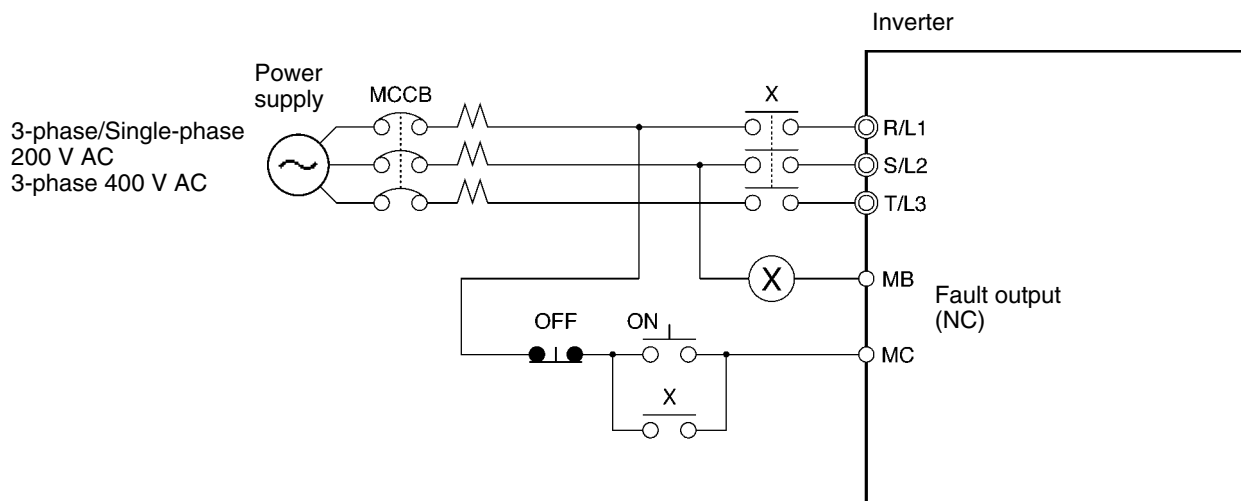 Inverter
Power
supply
MCCB
X
3-phase/Single-phase
200 V AC
3-phase 400 V AC
R/L1
S/L2
T/L3
X
MB
Fault output
(NC)
OFF
ON
MC
X